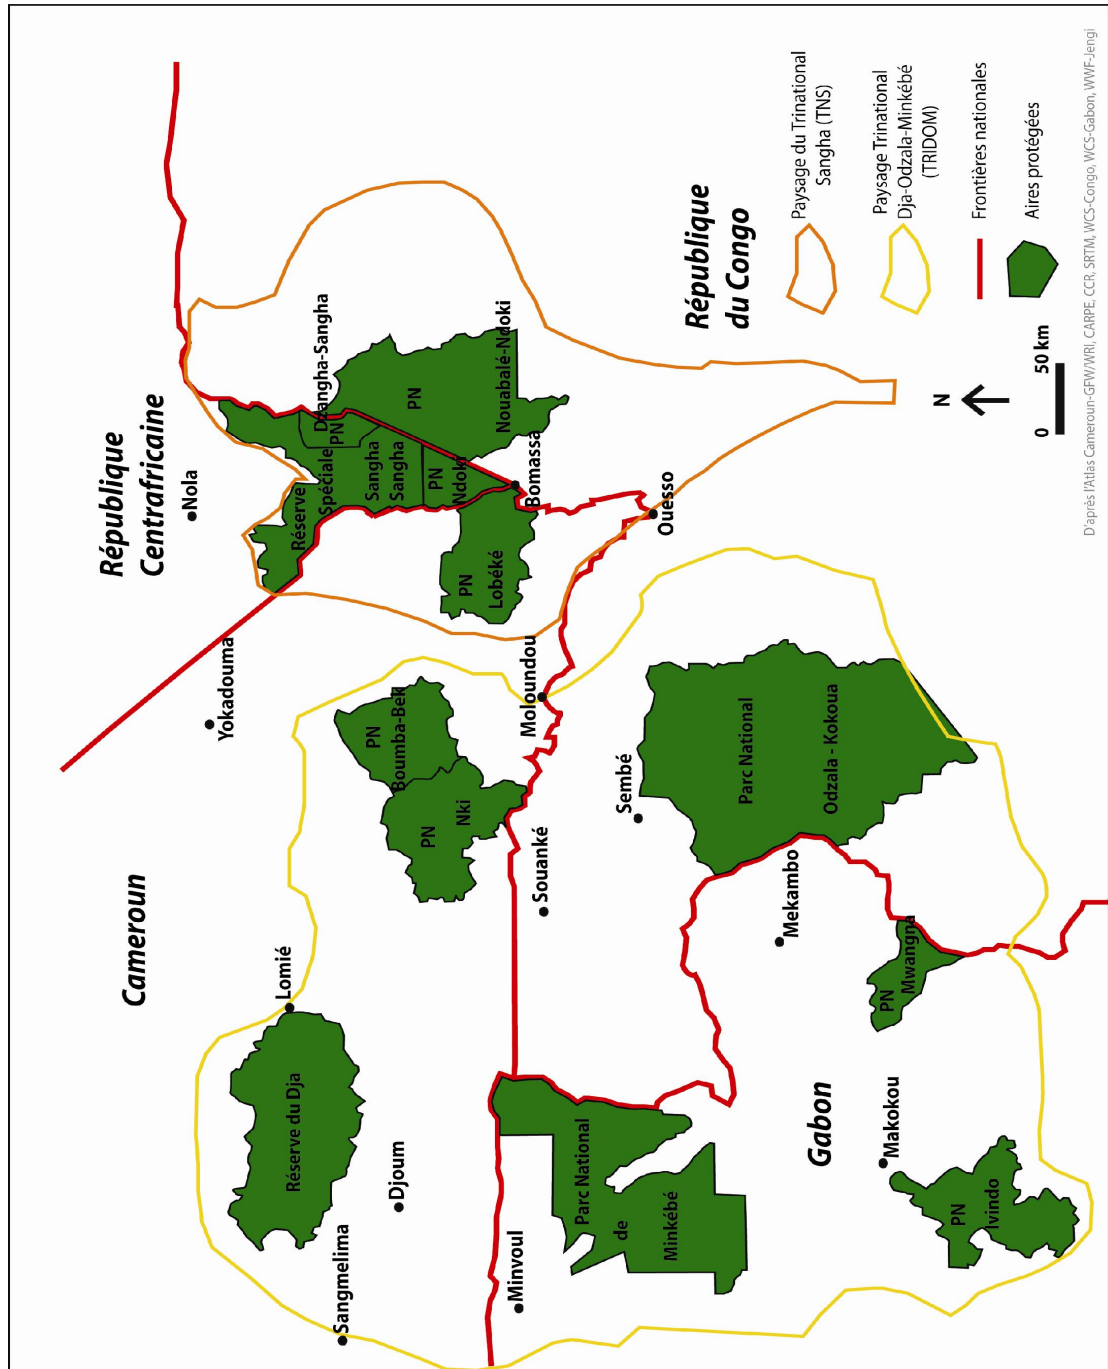 République
Centrafricaine
Cameroun
République
du Congo
Gabon
Nola
Yokadouma
Lomié
Sangmelima
Djoum
Minvoul
Moloundou
Souanké
Sembé
Mekambo
Makokou
Ouesso
Bomassa
Réserve
Spéciale
Sangha
Sangha
PN
Dzangha-Sangha
PN
Ndoki
PN
Nouabalé-Ndoki
PN
Lobéké
PN
Boumba-Bek
PN
Nki
Réserve du Dja
Parc National
de
Minkébé
Parc National
Odzala - Kokoua
PN
Mwangna
PN
Ivindo
Paysage du Trinational
Sangha (TNS)
Paysage Trinational
Dja-Odzala-Minkébé
(TRIDOM)
Frontières nationales
Aires protégées
N
0 50 km
D'après l'Atlas Cameroun-GFW/WRI, CARPE, CCR, SRTM, WCS-Congo, WCS-Gabon, WWF-Jengi